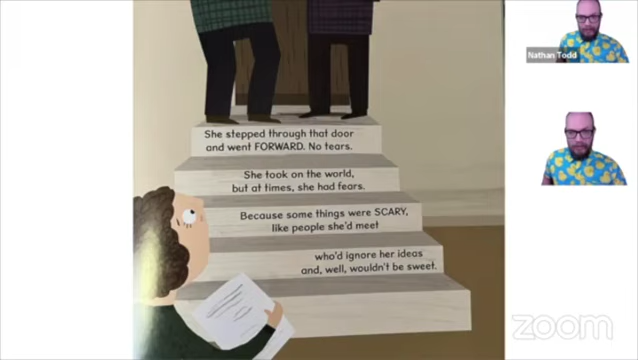 She stepped through that door
and went FORWARD. No tears.
She took on the world,
but at times, she had fears.
Because some things were SCARY,
like people she'd meet
who'd ignore her ideas
and, well, wouldn't be sweet.
Nathan Todd
zoom